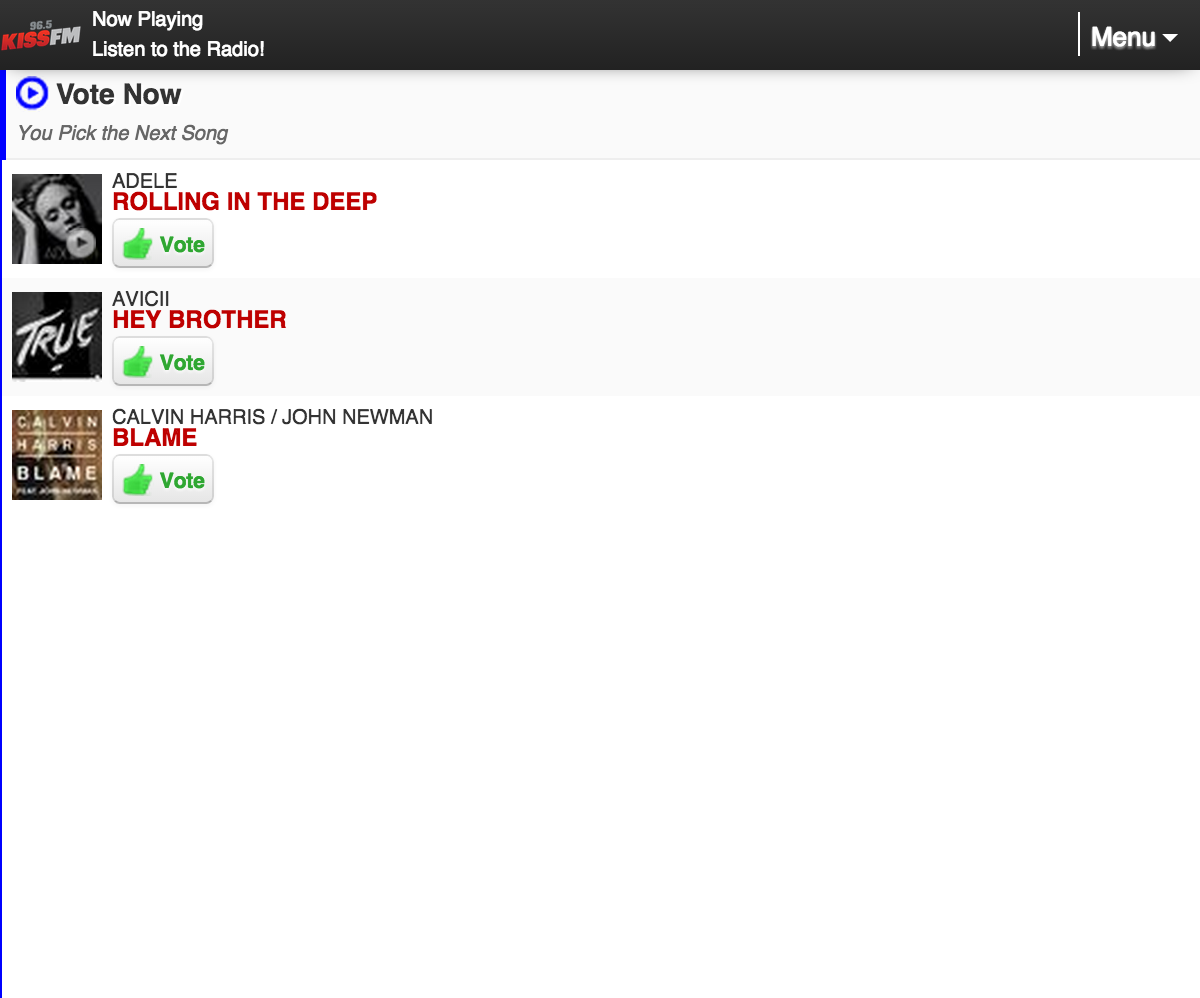 96.5
KISSFM
Now Playing
Listen to the Radio!
Menu
Vote Now
You Pick the Next Song
ADELE
ROLLING IN THE DEEP
Vote
TRUE
AVICII
HEY BROTHER
Vote
CALVIN
HARRIS
BLAME
FEAT. JOHN NEWMAN
CALVIN HARRIS / JOHN NEWMAN
BLAME
Vote